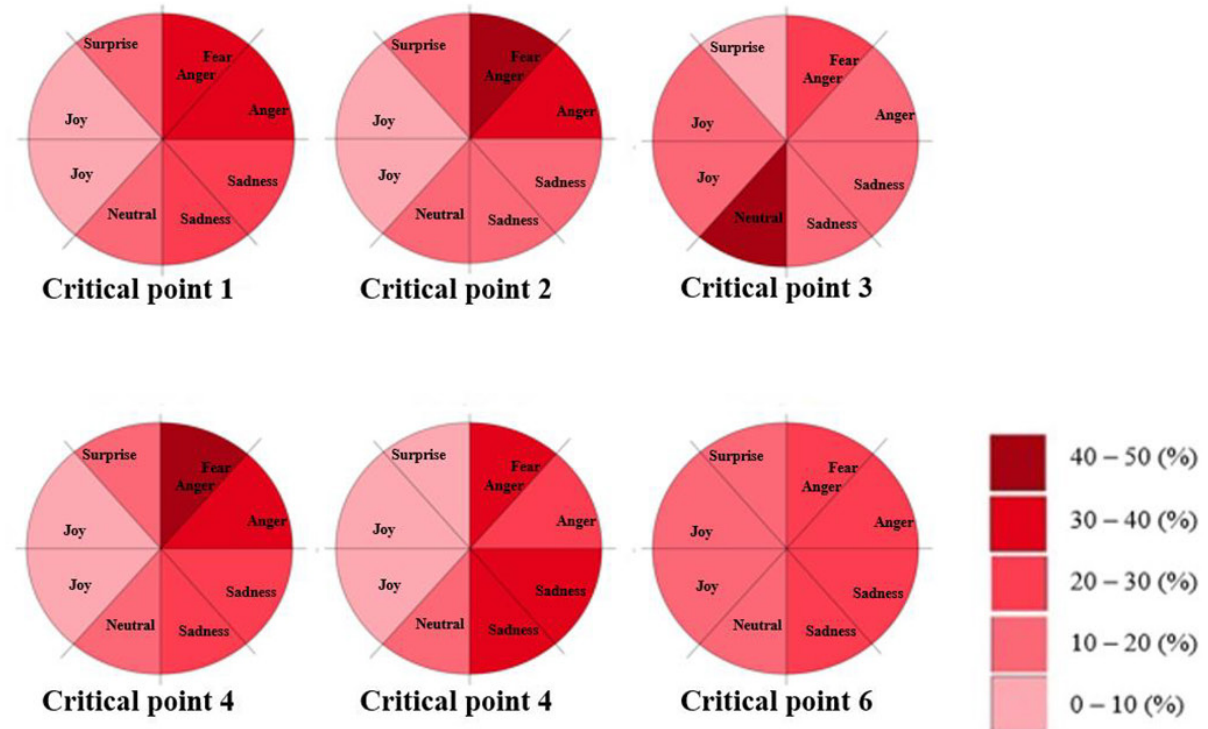 Surprise
Fear
Anger
Anger
Joy
Joy
Sadness
Neutral
Sadness
Critical point 1
Surprise
Fear
Anger
Anger
Joy
Joy
Sadness
Neutral
Sadness
Critical point 2
Surprise
Fear
Anger
Anger
Joy
Joy
Sadness
Neutral
Sadness
Critical point 3
Surprise
Fear
Anger
Anger
Joy
Joy
Sadness
Neutral
Sadness
Critical point 4
Surprise
Fear
Anger
Anger
Joy
Joy
Sadness
Neutral
Sadness
Critical point 4
Surprise
Fear
Anger
Anger
Joy
Joy
Sadness
Neutral
Sadness
Critical point 6
40 – 50 (%)
30 – 40 (%)
20 – 30 (%)
10 – 20 (%)
0 – 10 (%)